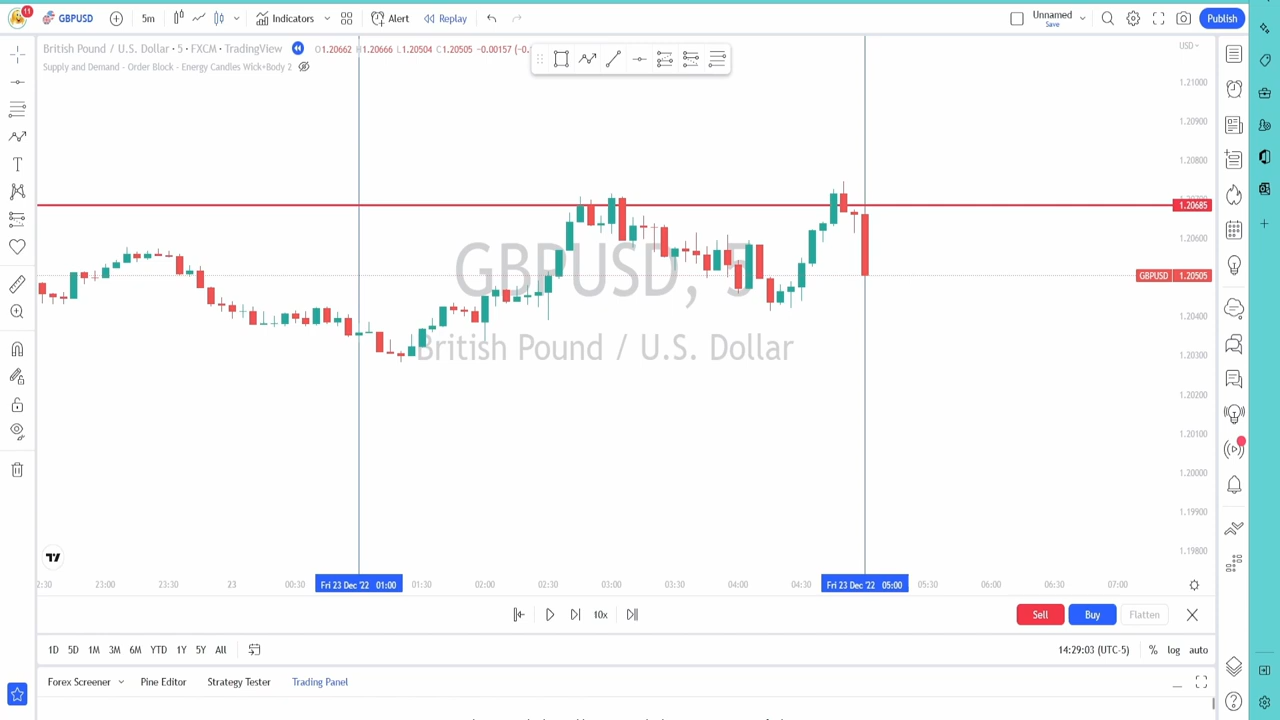 11
GBPUSD
5m
Indicators
Alert
Replay
Unnamed
Save
Publish
British Pound / U.S. Dollar · 5 · FXCM · TradingView
O1.20662 H1.20666 L1.20504 C1.20505 −0.00157 (−0.
Supply and Demand - Order Block - Energy Candles Wick+Body 2
USD
1.21000
1.20900
1.20800
1.20685
1.20600
GBPUSD 1.20505
1.20400
1.20300
1.20200
1.20100
1.20000
1.19900
1.19800
GBPUSD, 5
British Pound / U.S. Dollar
2:30 23:00 23:30 23 00:30 Fri 23 Dec '22 01:00 01:30 02:00 02:30 03:00 03:30 04:00 04:30 Fri 23 Dec '22 05:00 05:30 06:00 06:30 07:00
10x
Sell
Buy
Flatten
1D 5D 1M 3M 6M YTD 1Y 5Y All
14:29:03 (UTC-5)
% log auto
Forex Screener
Pine Editor
Strategy Tester
Trading Panel